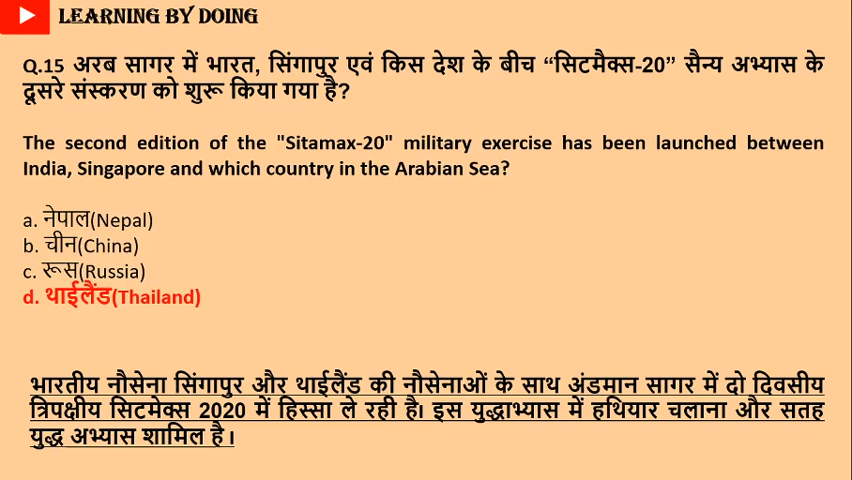 LEARNING BY DOING
Q.15 अरब सागर में भारत, सिंगापुर एवं किस देश के बीच “सिटमैक्स-20” सैन्य अभ्यास के
दूसरे संस्करण को शुरू किया गया है?
The second edition of the "Sitamax-20" military exercise has been launched between
India, Singapore and which country in the Arabian Sea?
a. नेपाल(Nepal)
b. चीन(China)
c. रूस(Russia)
d. थाईलैंड(Thailand)
भारतीय नौसेना सिंगापुर और थाईलैंड की नौसेनाओं के साथ अंडमान सागर में दो दिवसीय
त्रिपक्षीय सिटमेक्स 2020 में हिस्सा ले रही है। इस युद्धाभ्यास में हथियार चलाना और सतह
युद्ध अभ्यास शामिल है।